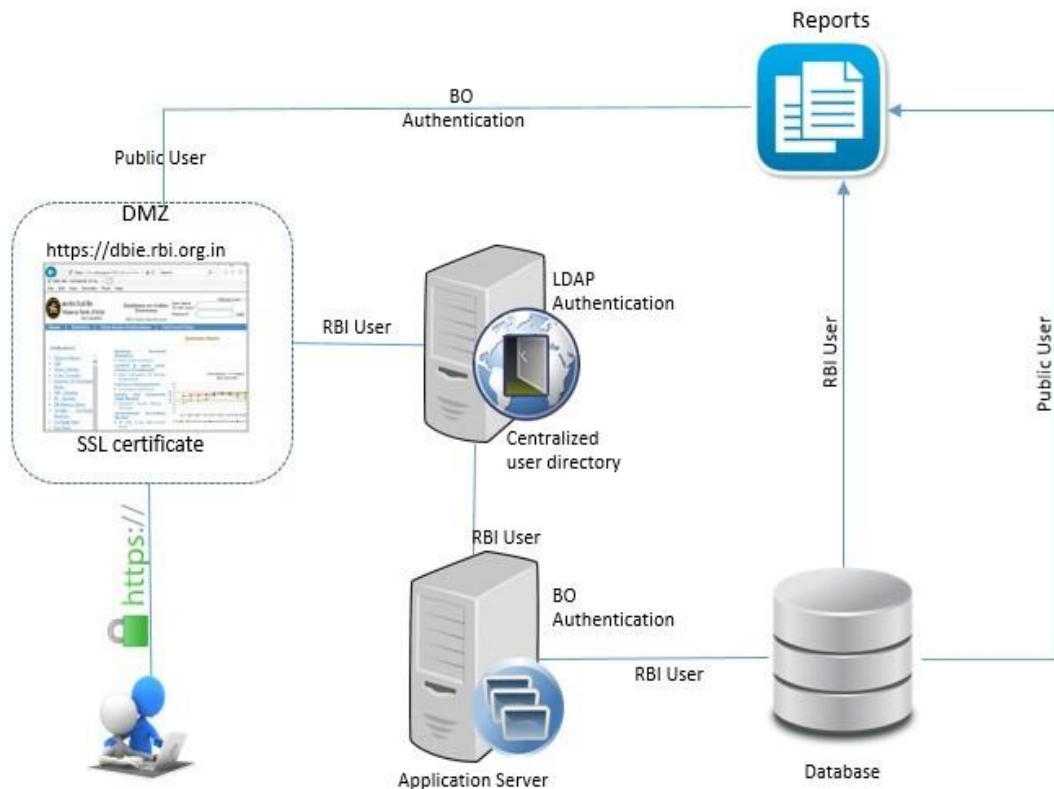 Reports
BO
Authentication
Public User
DMZ
https://dbie.rbi.org.in
SSL certificate
RBI User
LDAP
Authentication
Centralized
user directory
https://
RBI User
BO
Authentication
RBI User
Application Server
Database
RBI User
Public User